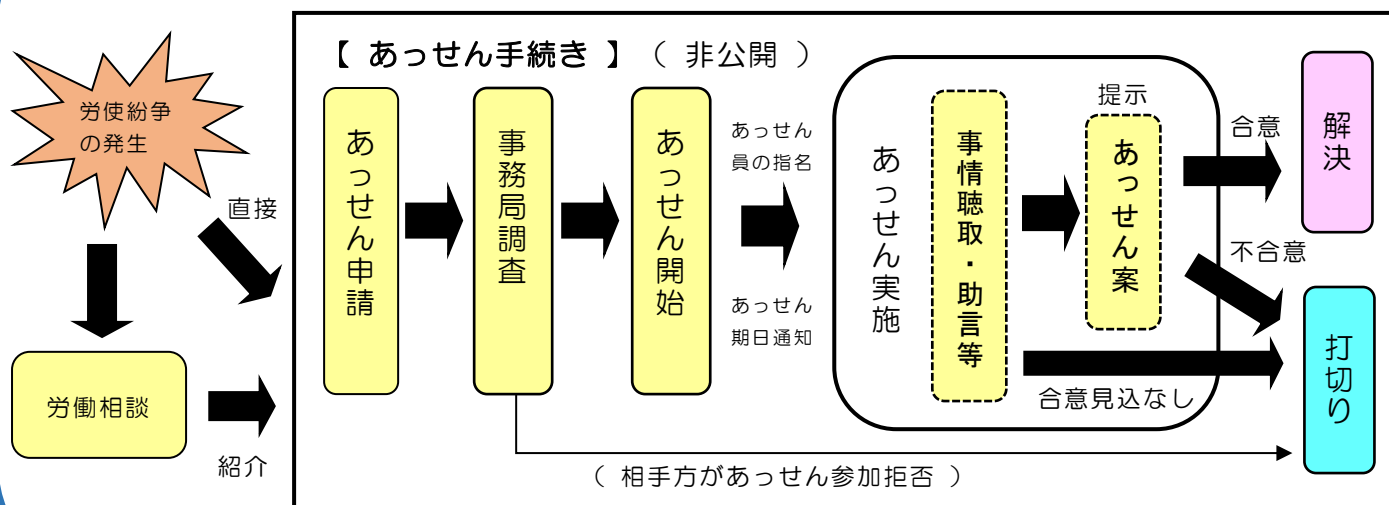 労使紛争
の発生
直接
労働相談
紹介
【 あっせん手続き 】（ 非公開 ）
あっせん申請
事務局調査
あっせん開始
あっせん
員の指名
あっせん
期日通知
あっせん実施
事情聴取・助言等
提示
あっせん案
合意
解決
不合意
合意見込なし
打切り
（ 相手方があっせん参加拒否 ）